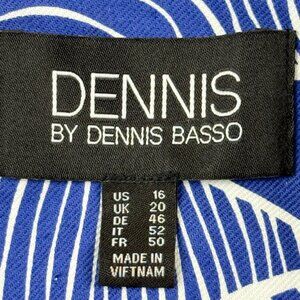 DENNIS
BY DENNIS BASSO
US 16
UK 20
DE 46
IT 52
FR 50
MADE IN
VIETNAM